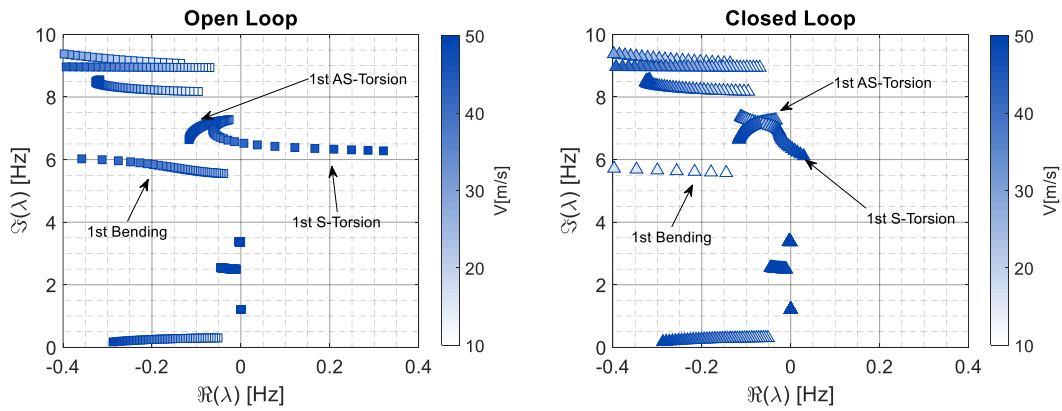 Open Loop
10
8
6
4
2
0
ℑ(λ) [Hz]
1st AS-Torsion
1st Bending
1st S-Torsion
-0.4
-0.2
0
0.2
0.4
ℜ(λ) [Hz]
50
40
30
20
10
V[m/s]
Closed Loop
10
8
6
4
2
0
ℑ(λ) [Hz]
1st AS-Torsion
1st Bending
1st S-Torsion
-0.4
-0.2
0
0.2
0.4
ℜ(λ) [Hz]
50
40
30
20
10
V[m/s]